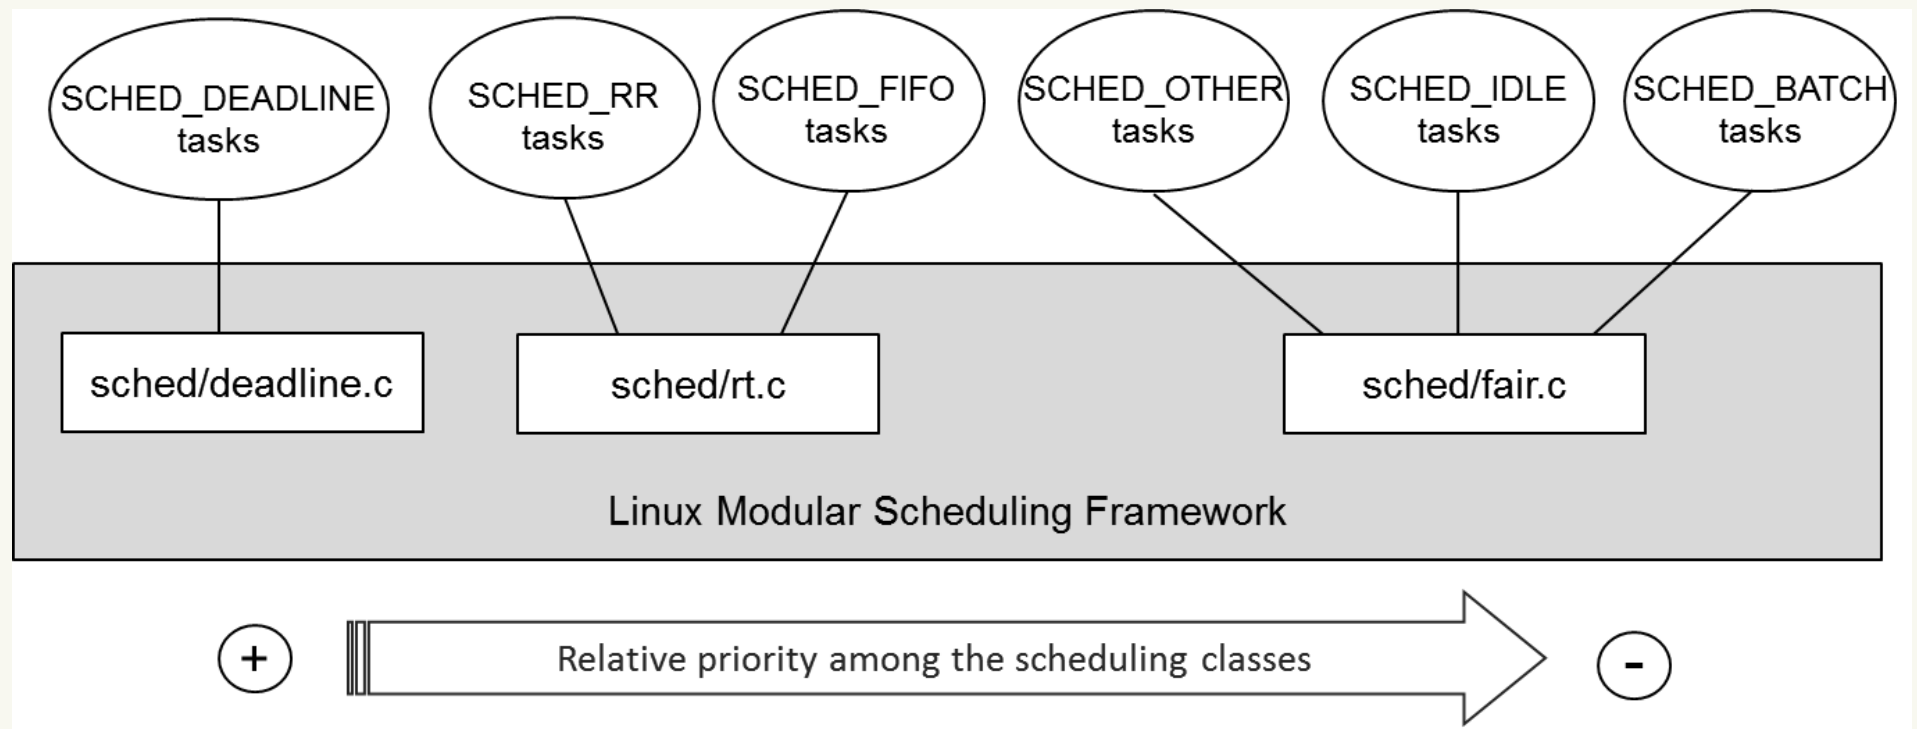 SCHED_DEADLINE
tasks
SCHED_RR
tasks
SCHED_FIFO
tasks
SCHED_OTHER
tasks
SCHED_IDLE
tasks
SCHED_BATCH
tasks
sched/deadline.c
sched/rt.c
sched/fair.c
Linux Modular Scheduling Framework
+
Relative priority among the scheduling classes
-